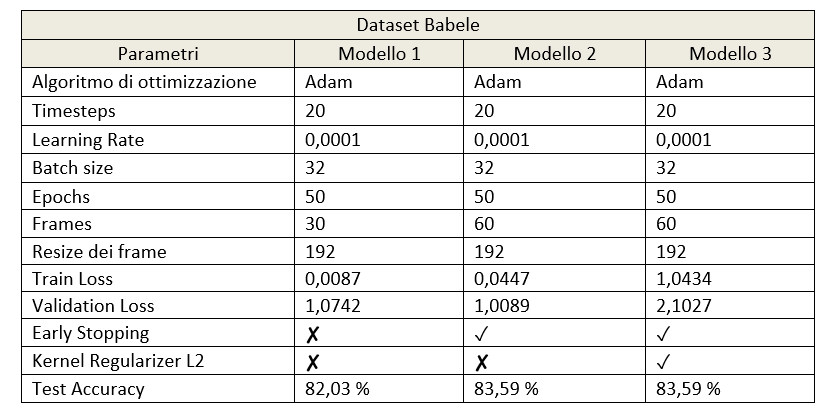 Dataset Babele
Parametri Modello 1 Modello 2 Modello 3
Algoritmo di ottimizzazione Adam Adam Adam
Timesteps 20 20 20
Learning Rate 0,0001 0,0001 0,0001
Batch size 32 32 32
Epochs 50 50 50
Frames 30 60 60
Resize dei frame 192 192 192
Train Loss 0,0087 0,0447 1,0434
Validation Loss 1,0742 1,0089 2,1027
Early Stopping ✗ ✓ ✓
Kernel Regularizer L2 ✗ ✗ ✓
Test Accuracy 82,03 % 83,59 % 83,59 %